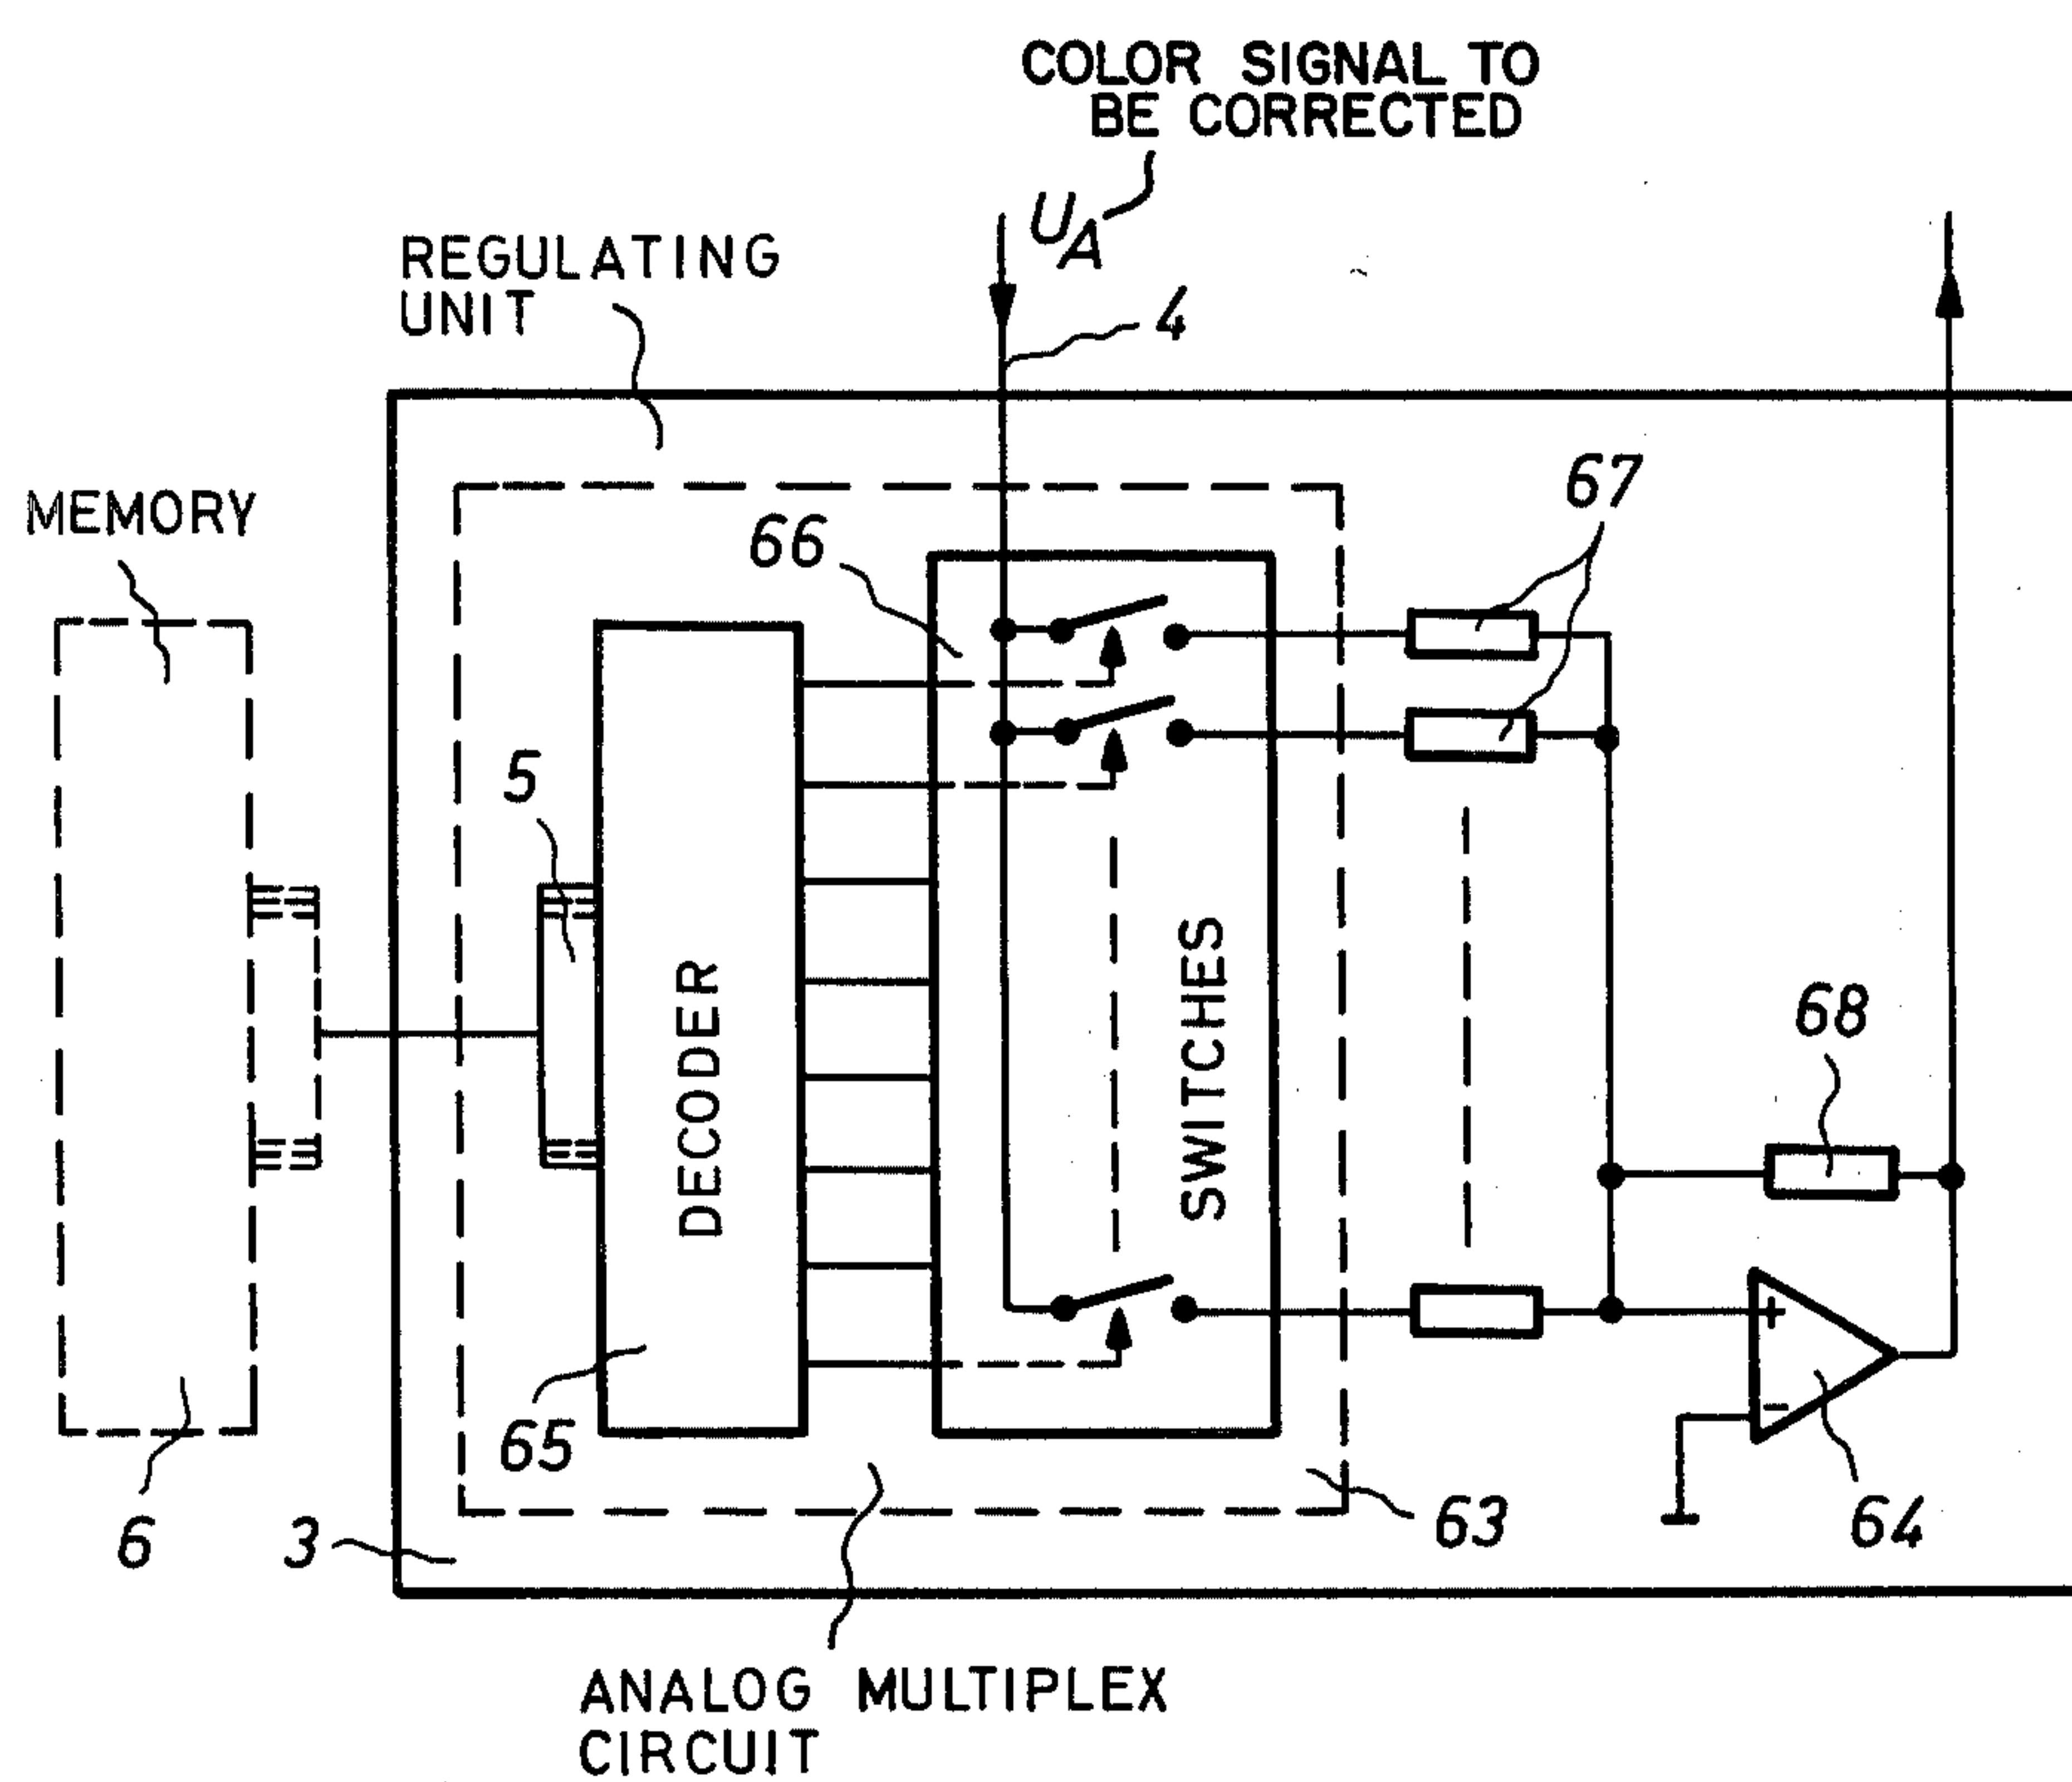 COLOR SIGNAL TO
BE CORRECTED
UA
REGULATING
UNIT
4
67
MEMORY
66
5
DECODER
SWITCHES
68
+
-
65
63
64
6
3
ANALOG MULTIPLEX
CIRCUIT